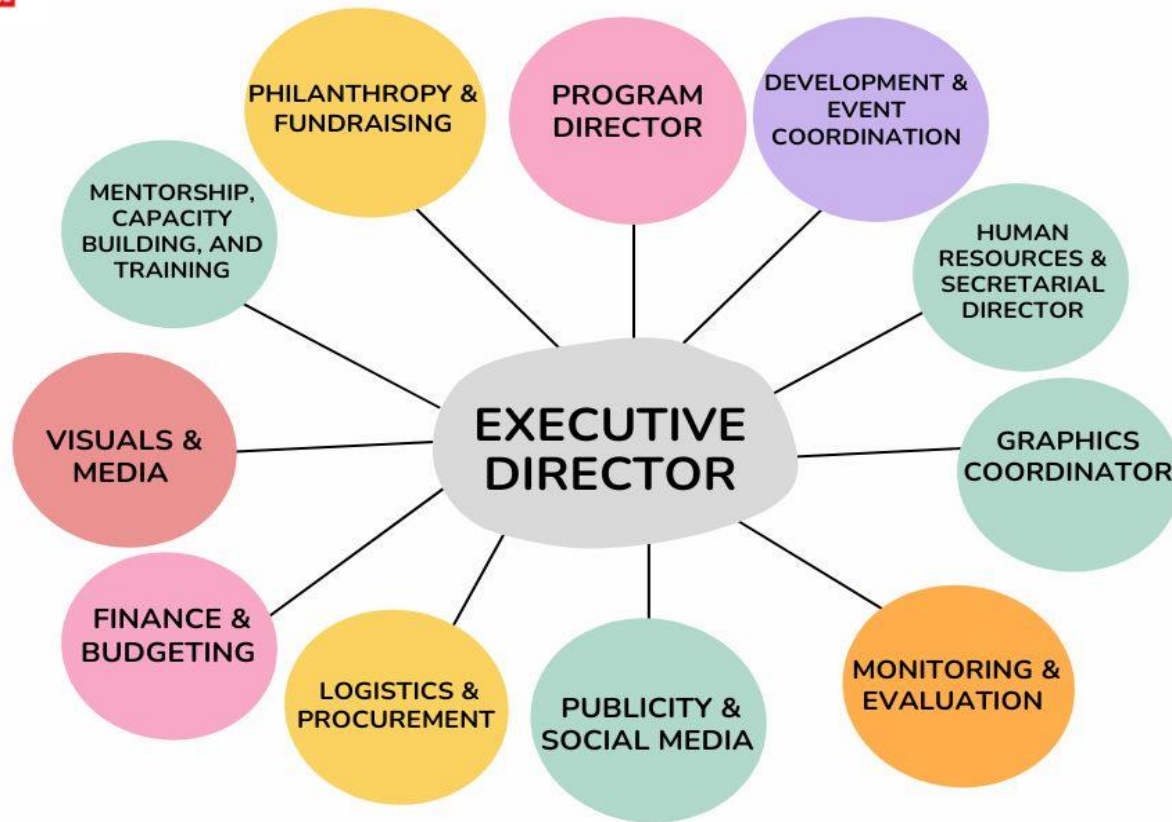 PHILANTHROPY &
FUNDRAISING
PROGRAM
DIRECTOR
DEVELOPMENT &
EVENT
COORDINATION
MENTORSHIP,
CAPACITY
BUILDING, AND
TRAINING
HUMAN
RESOURCES &
SECRETARIAL
DIRECTOR
EXECUTIVE
DIRECTOR
VISUALS &
MEDIA
GRAPHICS
COORDINATOR
FINANCE &
BUDGETING
LOGISTICS &
PROCUREMENT
PUBLICITY &
SOCIAL MEDIA
MONITORING &
EVALUATION